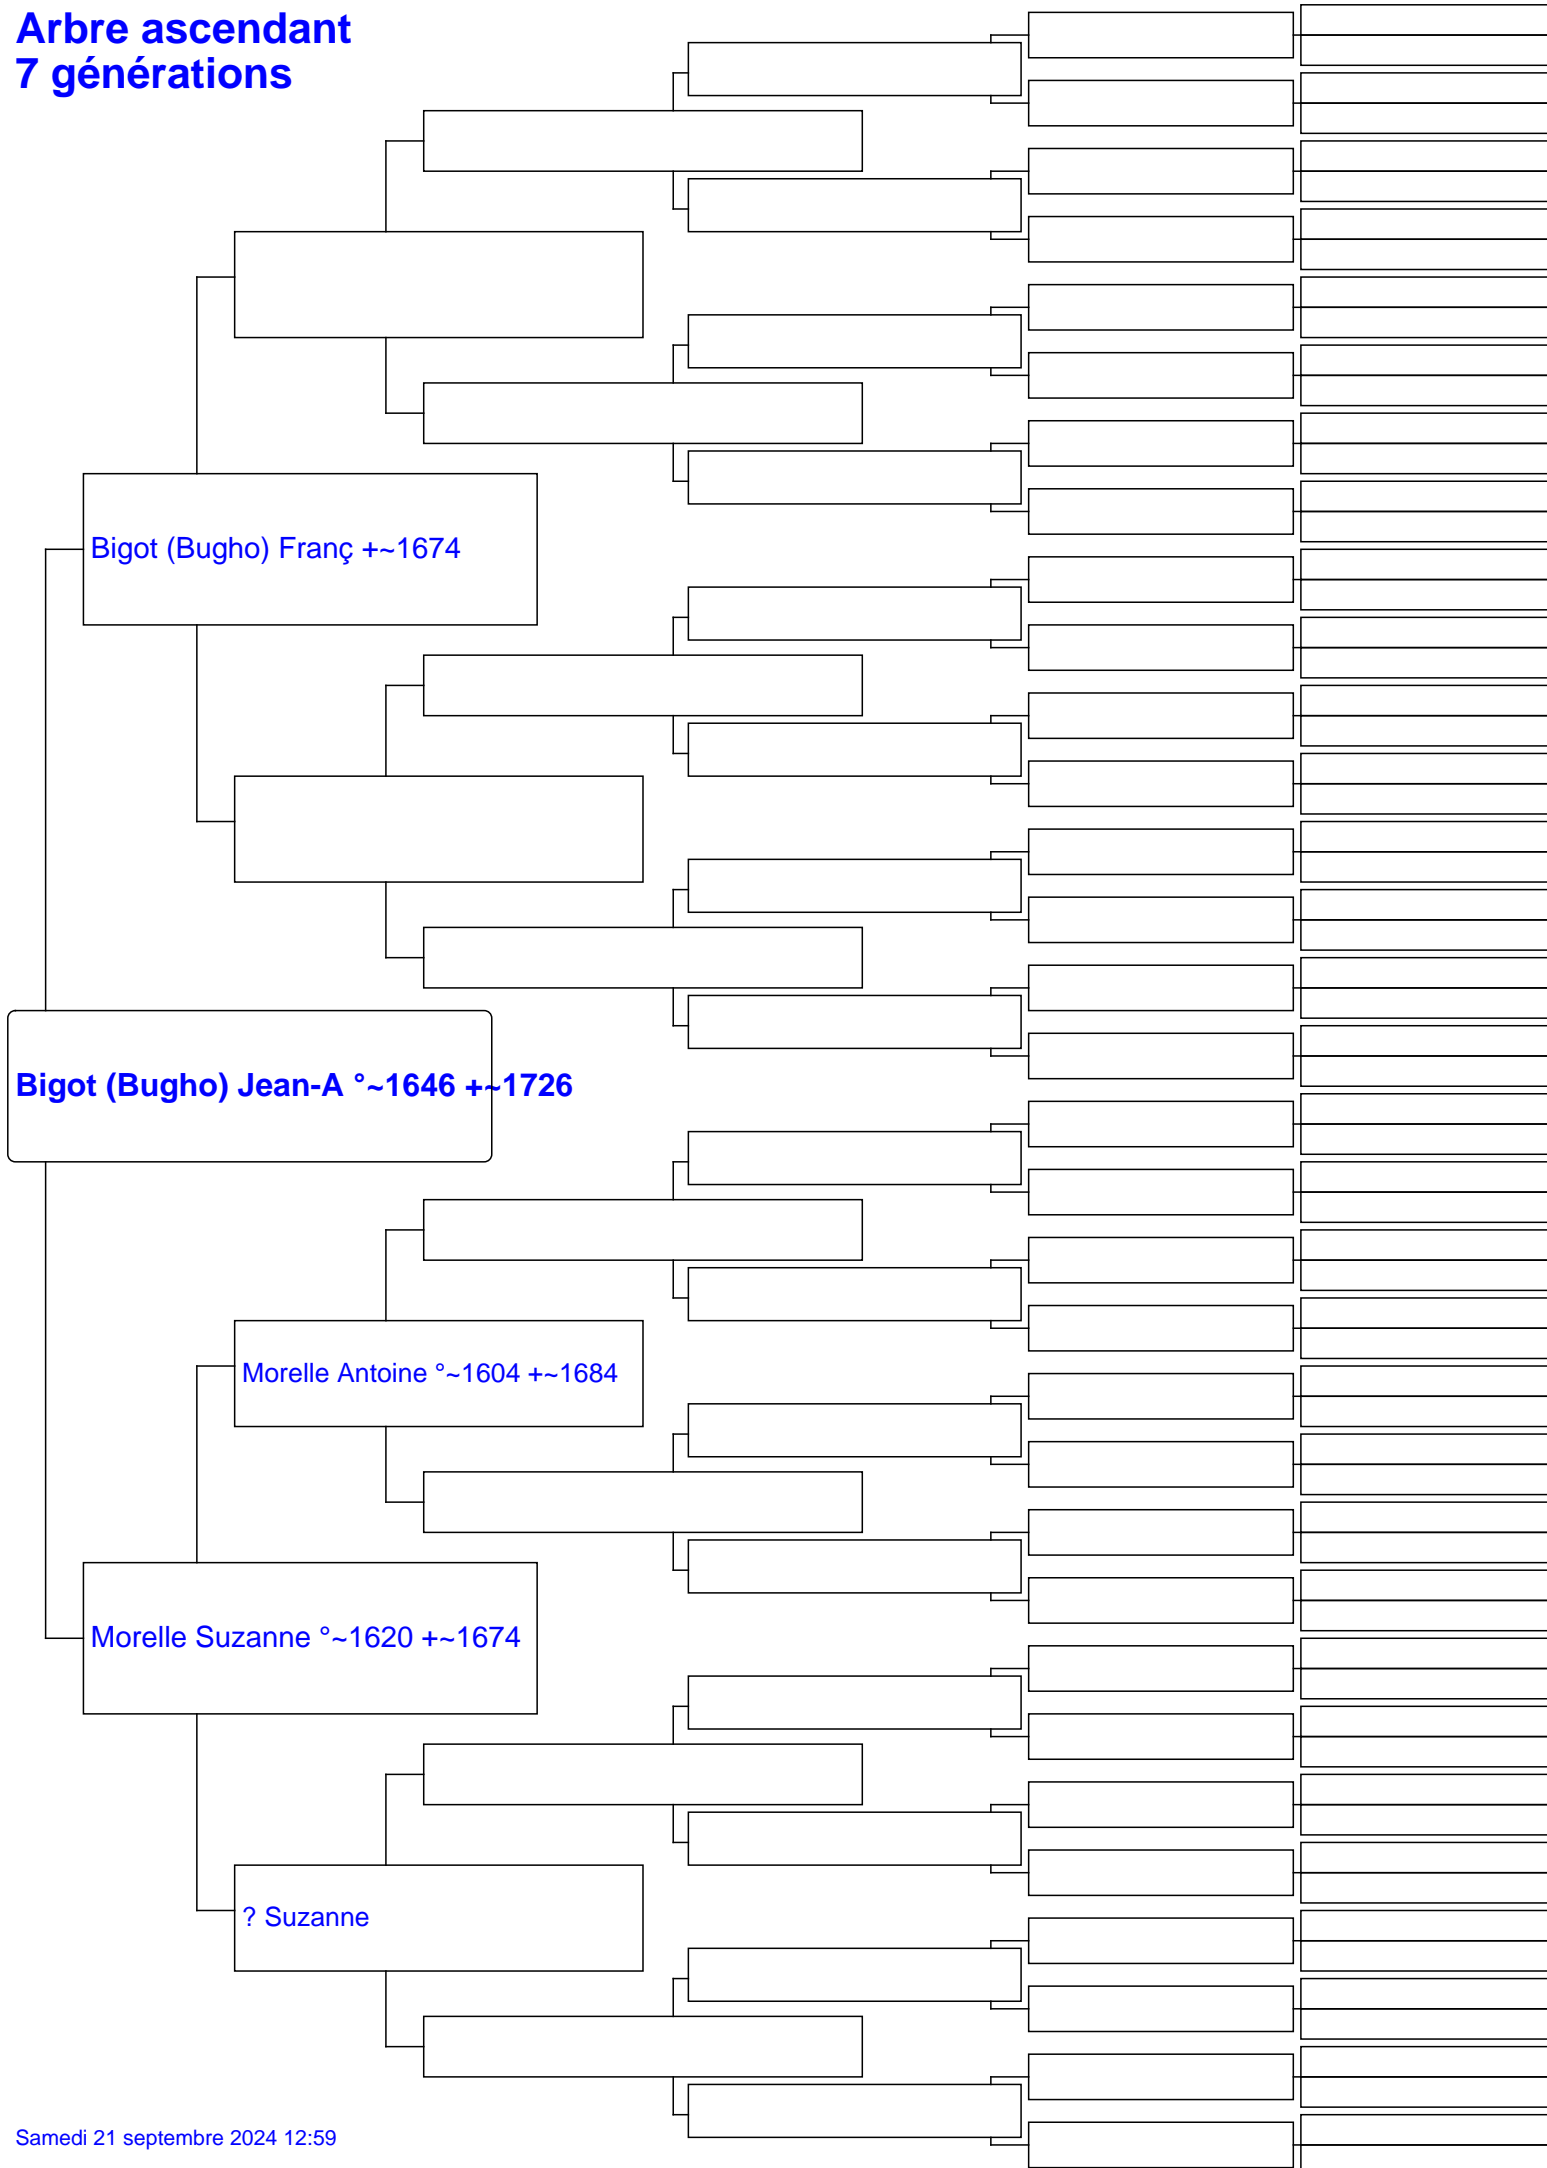 Arbre ascendant
7 générations
Bigot (Bugho) Franç +~1674
Bigot (Bugho) Jean-A °~1646 +~1726
Morelle Antoine °~1604 +~1684
Morelle Suzanne °~1620 +~1674
? Suzanne
Samedi 21 septembre 2024 12:59